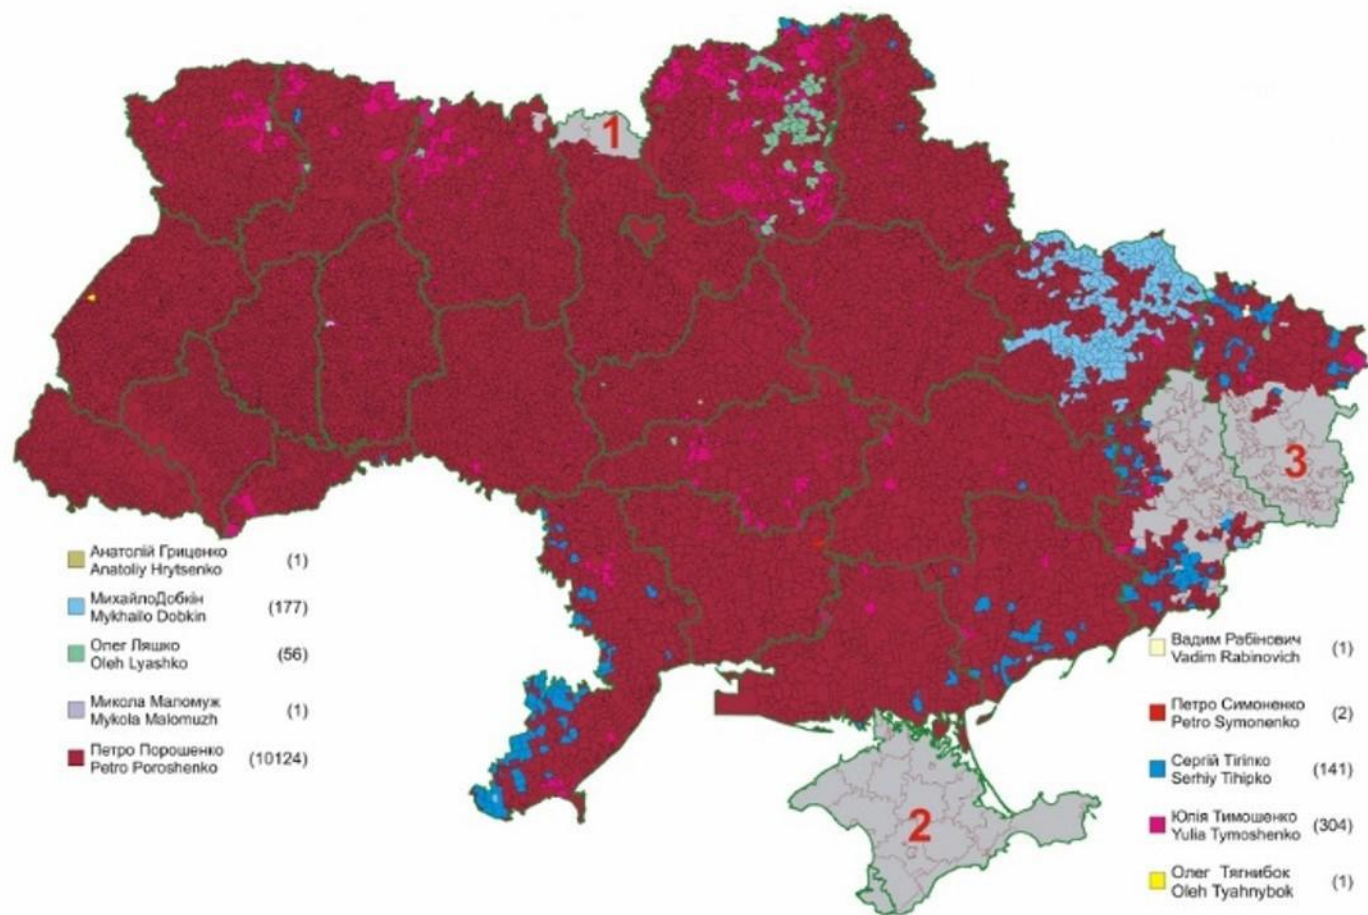 1
3
2
Анатолій Гриценко
Anatoliy Hrytsenko
(1)
МихайлоДобкін
Mykhailo Dobkin
(177)
Олег Ляшко
Oleh Lyashko
(56)
Микола Маломуж
Mykola Malomuzh
(1)
Петро Порошенко
Petro Poroshenko
(10124)
Вадим Рабінович
Vadim Rabinovich
(1)
Петро Симоненко
Petro Symonenko
(2)
Сергій Тігіпко
Serhiy Tihipko
(141)
Юлія Тимошенко
Yulia Tymoshenko
(304)
Олег Тягнибок
Oleh Tyahnybok
(1)